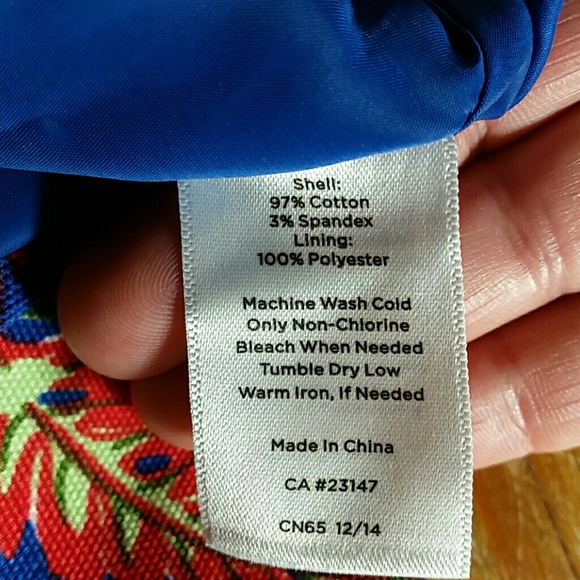 Shell:
97% Cotton
3% Spandex
Lining:
100% Polyester
Machine Wash Cold
Only Non-Chlorine
Bleach When Needed
Tumble Dry Low
Warm Iron, If Needed
Made In China
CA #23147
CN65 12/14